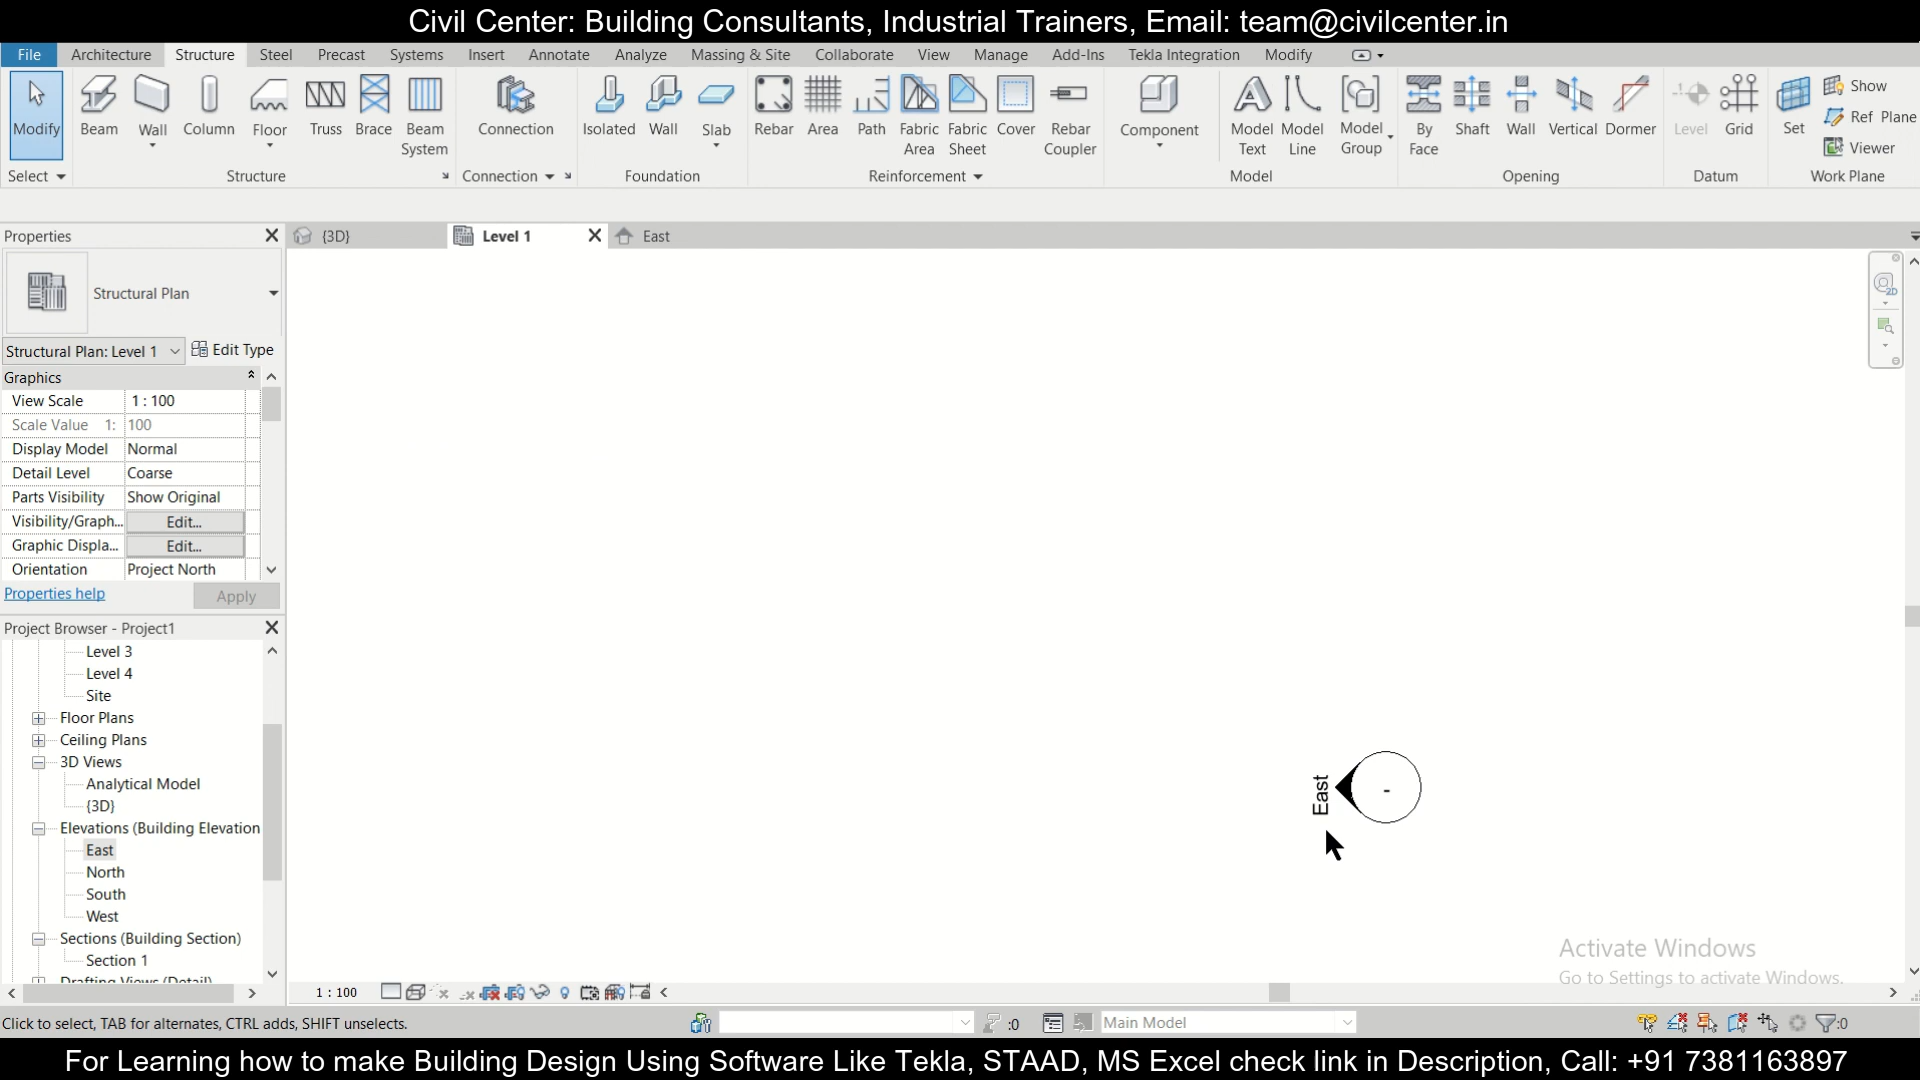 Civil Center: Building Consultants, Industrial Trainers, Email: team@civilcenter.in
File Architecture Structure Steel Precast Systems Insert Annotate Analyze Massing & Site Collaborate View Manage Add-Ins Tekla Integration Modify
Modify Beam Wall Column Floor Truss Brace Beam System Connection Isolated Wall Slab Rebar Area Path Fabric Area Fabric Sheet Cover Rebar Coupler Component Model Text Model Line Model Group By Face Shaft Wall Vertical Dormer Level Grid Set Show Ref Plane Viewer
Select Structure Connection Foundation Reinforcement Model Opening Datum Work Plane
Properties
{3D} Level 1 East
Structural Plan
Structural Plan: Level 1 Edit Type
Graphics
View Scale 1 : 100
Scale Value 1: 100
Display Model Normal
Detail Level Coarse
Parts Visibility Show Original
Visibility/Graph... Edit...
Graphic Displa... Edit...
Orientation Project North
Properties help Apply
Project Browser - Project1
Level 3
Level 4
Site
Floor Plans
Ceiling Plans
3D Views
Analytical Model
{3D}
Elevations (Building Elevation
East
North
South
West
Sections (Building Section)
Section 1
Drafting Views (Detail)
East
-
2D
Activate Windows
Go to Settings to activate Windows.
1 : 100
Click to select, TAB for alternates, CTRL adds, SHIFT unselects.
:0
Main Model
:0
For Learning how to make Building Design Using Software Like Tekla, STAAD, MS Excel check link in Description, Call: +91 7381163897